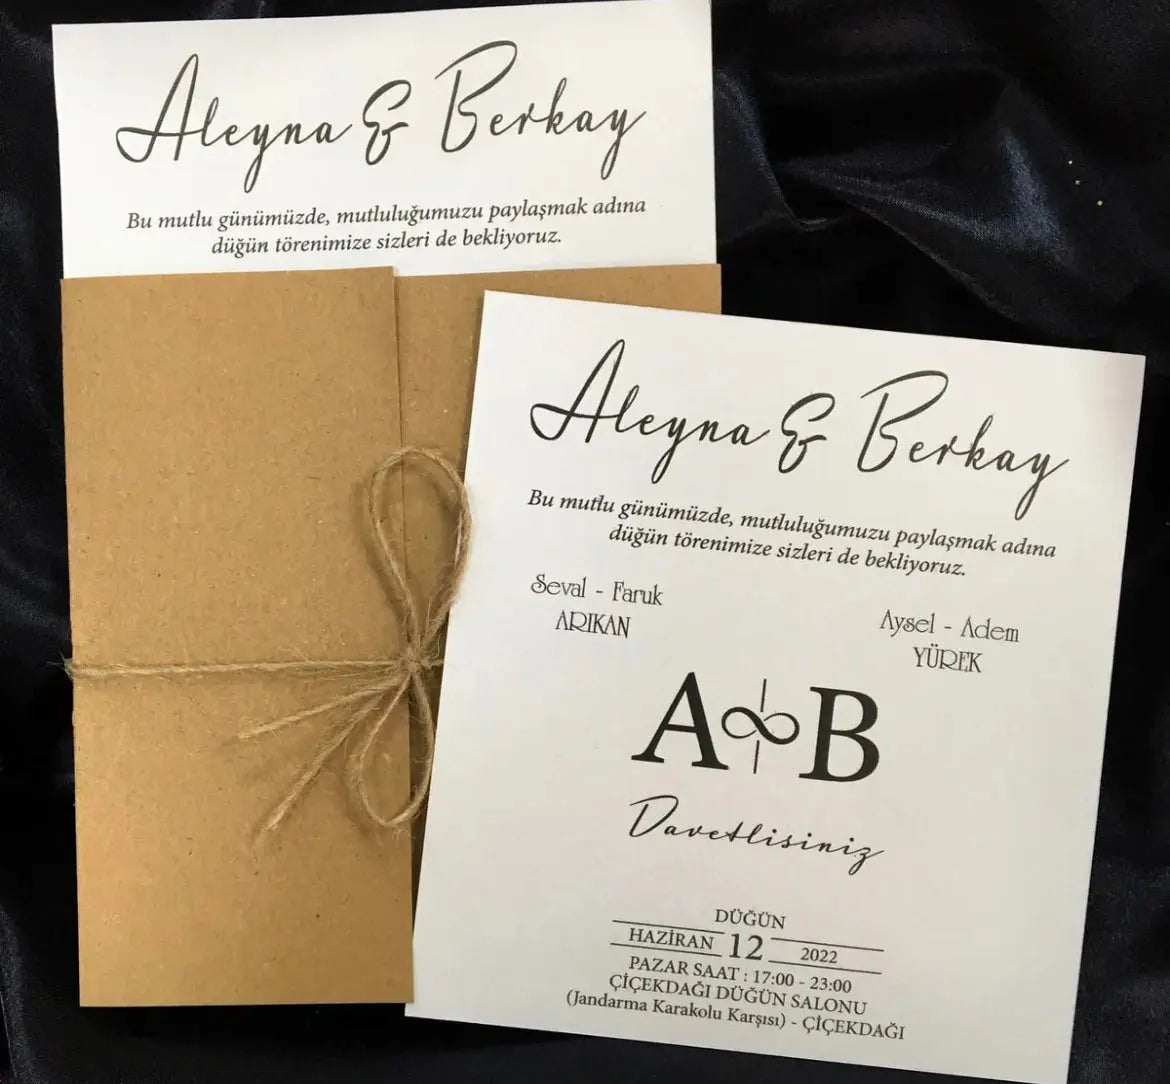 Aleyna & Berkay
Bu mutlu günümüzde, mutluluğumuzu paylaşmak adına
düğün törenimize sizleri de bekliyoruz.
Aleyna & Berkay
Bu mutlu günümüzde, mutluluğumuzu paylaşmak adına
düğün törenimize sizleri de bekliyoruz.
Seval - Faruk
ARIKAN
Aysel - Adem
YÜREK
A & B
Davetlisiniz
DÜĞÜN
HAZİRAN 12 2022
PAZAR SAAT : 17:00 - 23:00
ÇİÇEKDAĞI DÜĞÜN SALONU
(Jandarma Karakolu Karşısı) - ÇİÇEKDAĞI